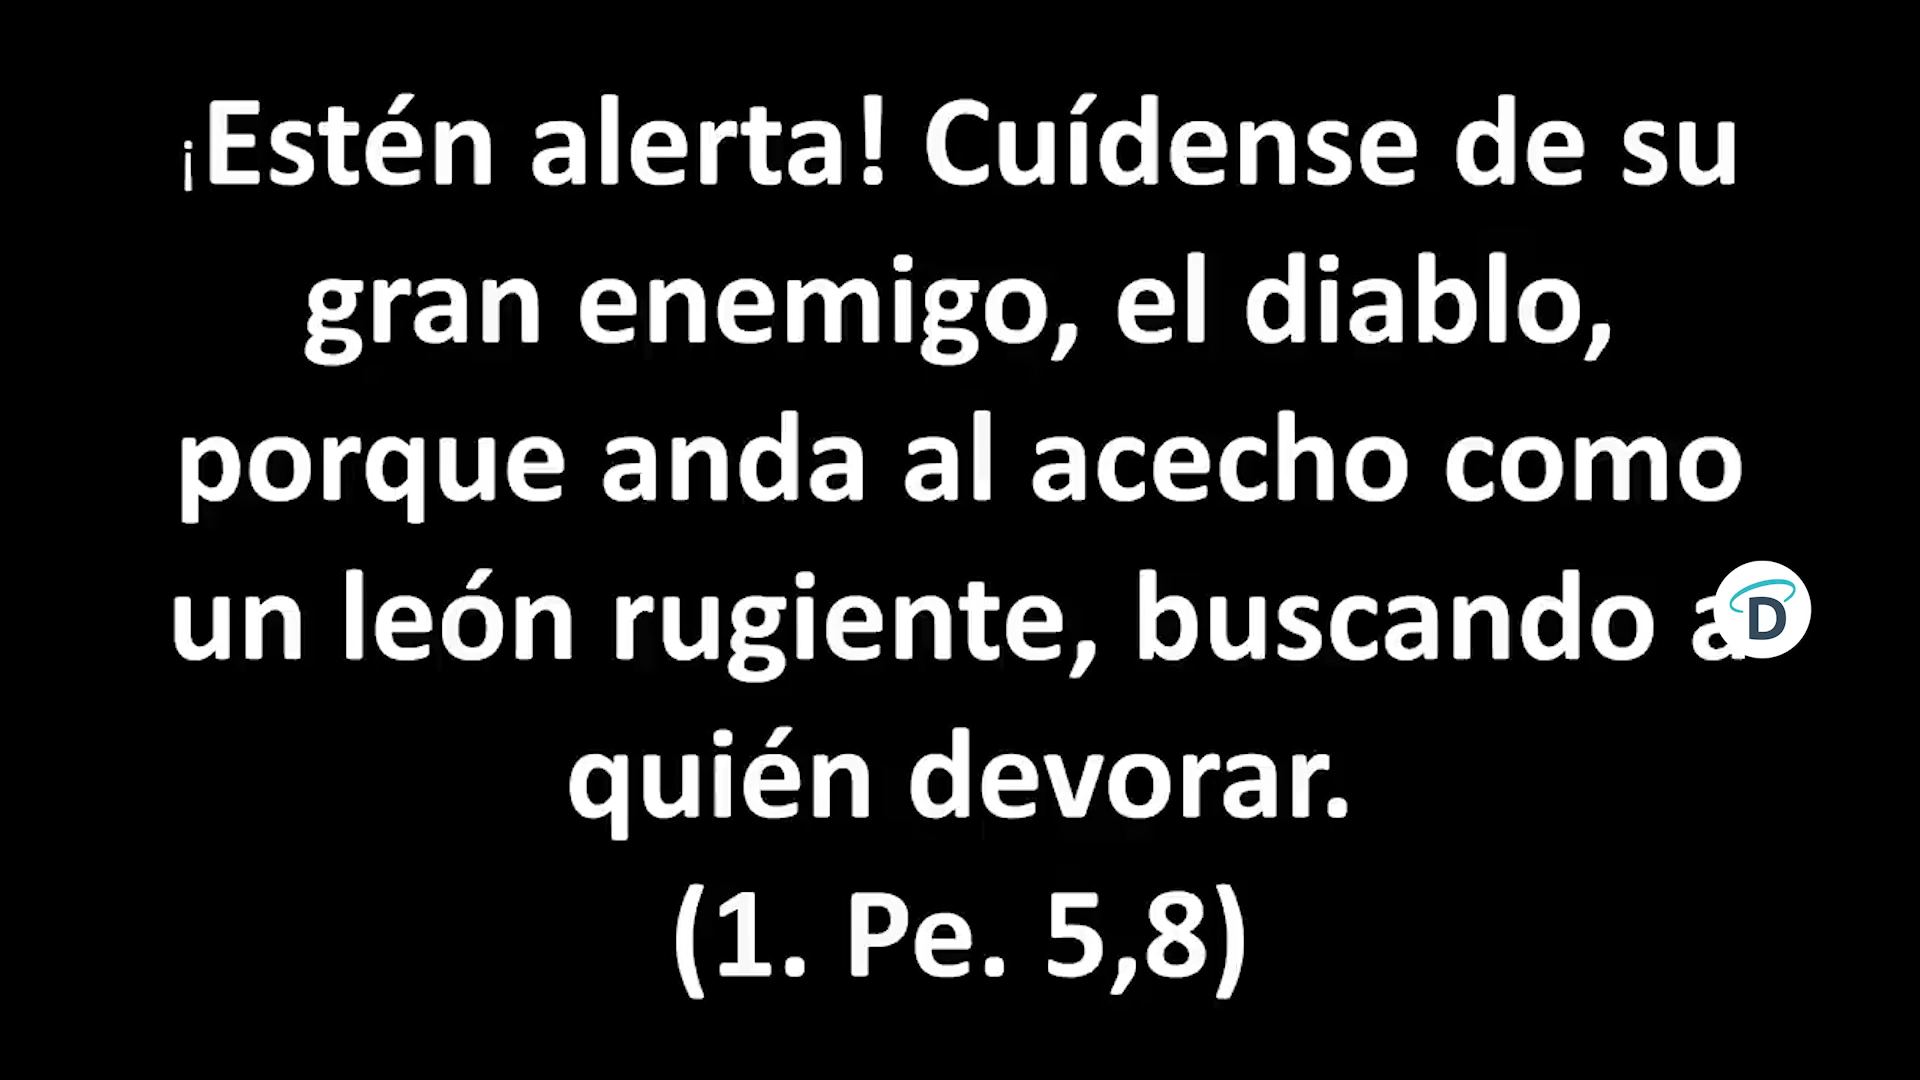 ¡Estén alerta! Cuídense de su
gran enemigo, el diablo,
porque anda al acecho como
un león rugiente, buscando a
quién devorar.
(1. Pe. 5,8)
D